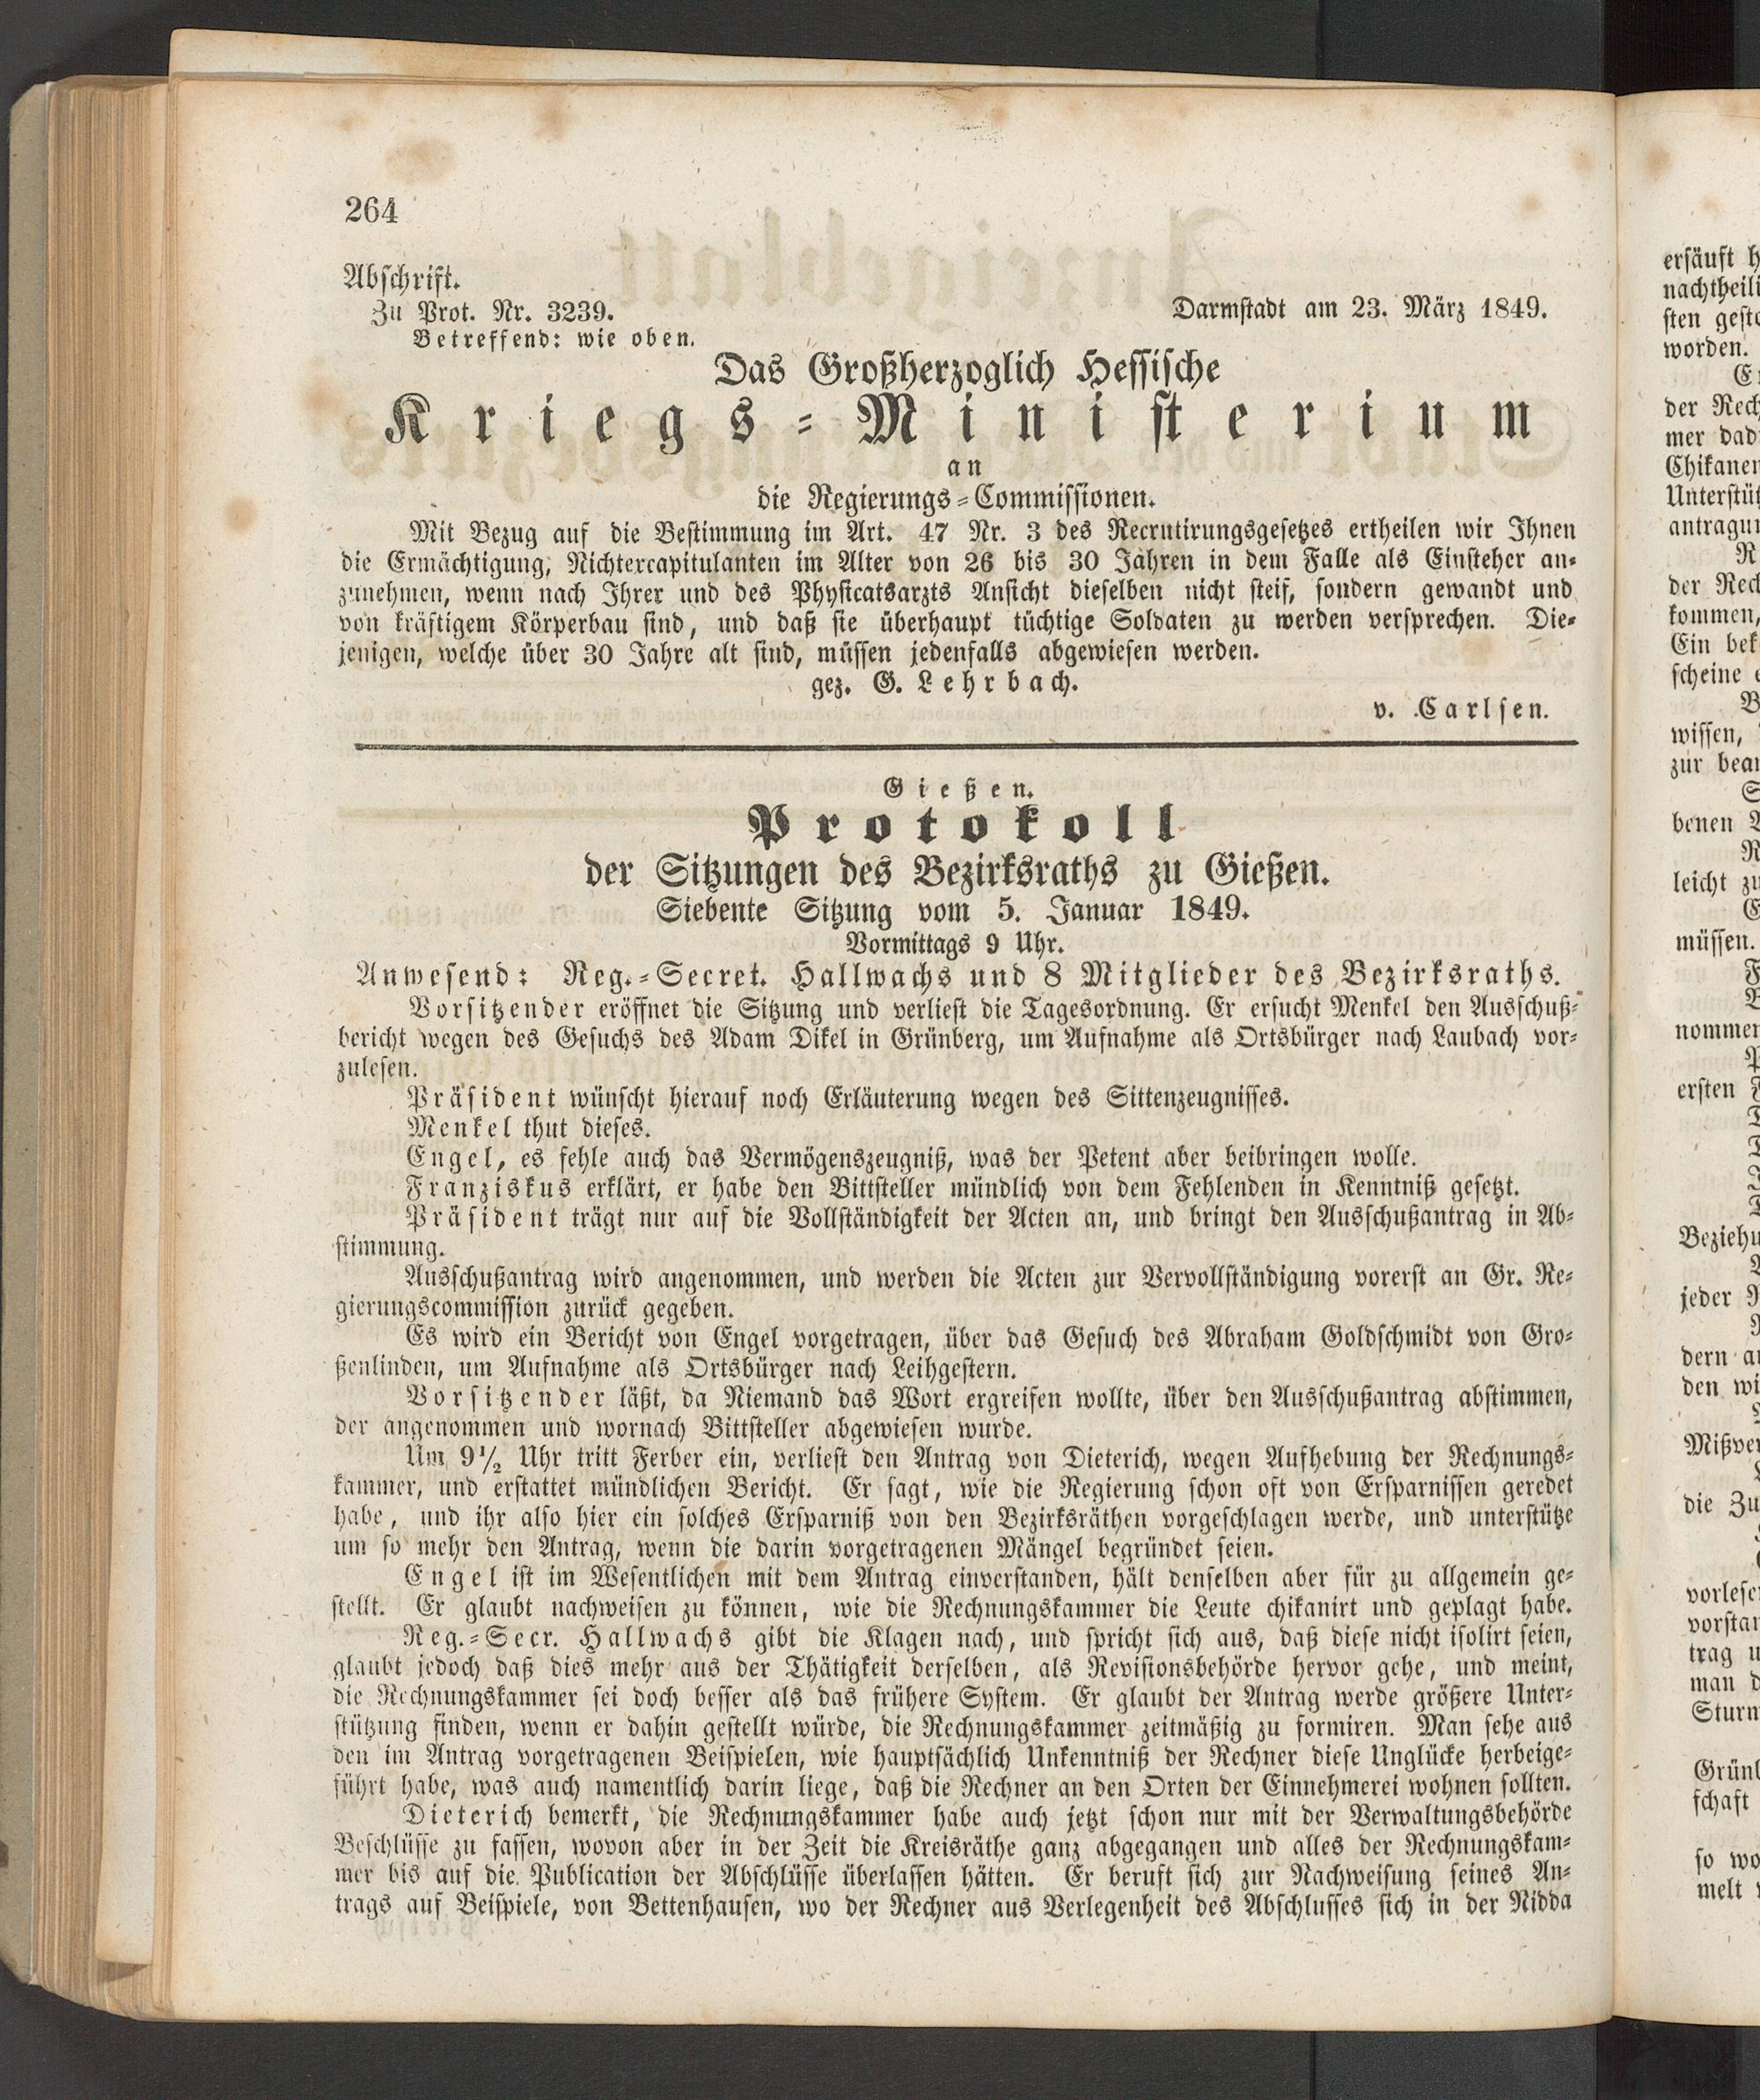 264
Abschrift.
Zu Prot. Nr. 3239.
Darmstadt am 23. März 1849.
Betreffend: wie oben.
Das Großherzoglich Hessische
Kriegs-Ministerium
an
die Regierungs-Commissionen.
Mit Bezug auf die Bestimmung im Art. 47 Nr. 3 des Recrutirungsgesetzes ertheilen wir Ihnen
die Ermächtigung, Nichtercapitulanten im Alter von 26 bis 30 Jahren in dem Falle als Einsteher an-
zunehmen, wenn nach Ihrer und des Physicatsarzts Ansicht dieselben nicht steif, sondern gewandt und
von kräftigem Körperbau sind, und daß sie überhaupt tüchtige Soldaten zu werden versprechen. Die-
jenigen, welche über 30 Jahre alt sind, müssen jedenfalls abgewiesen werden.
gez. G. Lehrbach.
v. Carlsen.
Gießen.
Protokoll
der Sitzungen des Bezirksraths zu Gießen.
Siebente Sitzung vom 5. Januar 1849.
Vormittags 9 Uhr.
Anwesend: Reg.-Secret. Hallwachs und 8 Mitglieder des Bezirksraths.
Vorsitzender eröffnet die Sitzung und verliest die Tagesordnung. Er ersucht Menkel den Ausschuß-
bericht wegen des Gesuchs des Adam Dikel in Grünberg, um Aufnahme als Ortsbürger nach Laubach vor-
zulesen.
Präsident wünscht hierauf noch Erläuterung wegen des Sittenzeugnisses.
Menkel thut dieses.
Engel, es fehle auch das Vermögenszeugniß, was der Petent aber beibringen wolle.
Franziskus erklärt, er habe den Bittsteller mündlich von dem Fehlenden in Kenntniß gesetzt.
Präsident trägt nur auf die Vollständigkeit der Acten an, und bringt den Ausschußantrag in Ab-
stimmung.
Ausschußantrag wird angenommen, und werden die Acten zur Vervollständigung vorerst an Gr. Re-
gierungscommission zurück gegeben.
Es wird ein Bericht von Engel vorgetragen, über das Gesuch des Abraham Goldschmidt von Gro-
ßenlinden, um Aufnahme als Ortsbürger nach Leihgestern.
Vorsitzender läßt, da Niemand das Wort ergreifen wollte, über den Ausschußantrag abstimmen,
der angenommen und wornach Bittsteller abgewiesen wurde.
Um 9½ Uhr tritt Ferber ein, verliest den Antrag von Dieterich, wegen Aufhebung der Rechnungs-
kammer, und erstattet mündlichen Bericht. Er sagt, wie die Regierung schon oft von Ersparnissen geredet
habe, und ihr also hier ein solches Ersparniß von den Bezirksräthen vorgeschlagen werde, und unterstütze
um so mehr den Antrag, wenn die darin vorgetragenen Mängel begründet seien.
Engel ist im Wesentlichen mit dem Antrag einverstanden, hält denselben aber für zu allgemein ge-
stellt. Er glaubt nachweisen zu können, wie die Rechnungskammer die Leute chikanirt und geplagt habe.
Reg.-Secr. Hallwachs gibt die Klagen nach, und spricht sich aus, daß diese nicht isolirt seien,
glaubt jedoch daß dies mehr aus der Thätigkeit derselben, als Revisionsbehörde hervor gehe, und meint,
die Rechnungskammer sei doch besser als das frühere System. Er glaubt der Antrag werde größere Unter-
stützung finden, wenn er dahin gestellt würde, die Rechnungskammer zeitmäßig zu formiren. Man sehe aus
den im Antrag vorgetragenen Beispielen, wie hauptsächlich Unkenntniß der Rechner diese Unglücke herbeige-
führt habe, was auch namentlich darin liege, daß die Rechner an den Orten der Einnehmerei wohnen sollten.
Dieterich bemerkt, die Rechnungskammer habe auch jetzt schon nur mit der Verwaltungsbehörde
Beschlüsse zu fassen, wovon aber in der Zeit die Kreisräthe ganz abgegangen und alles der Rechnungskam-
mer bis auf die Publication der Abschlüsse überlassen hätten. Er beruft sich zur Nachweisung seines An-
trags auf Beispiele, von Bettenhausen, wo der Rechner aus Verlegenheit des Abschlusses sich in der Nidda
ersäuft
worden.
der
mer
antragun
der
kommen,
Ein
scheine
wissen,
zur
benen
leicht
müssen.
ersten
jeder
dern
den
die
man
schaft
so
melt